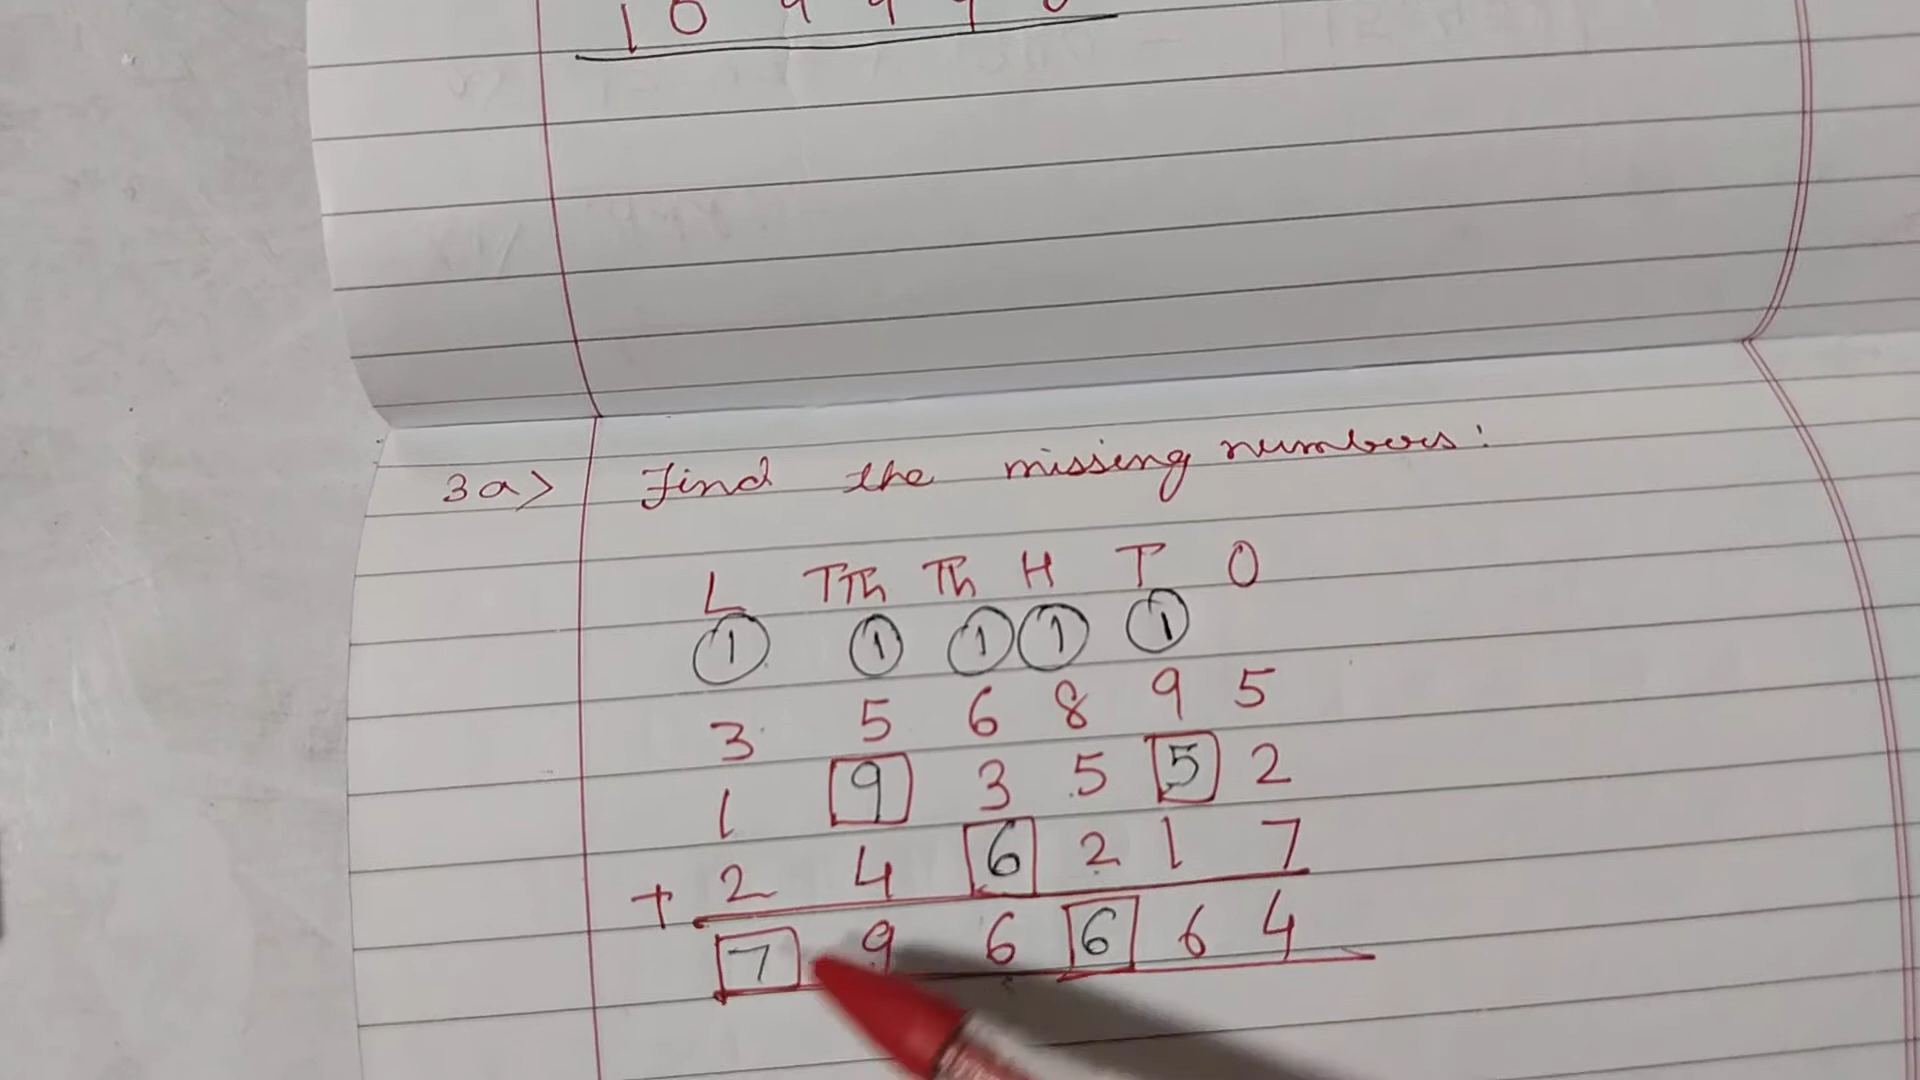 3a> Find the missing numbers:
L TTh Th H T O
1 1 1 1 1
3 5 6 8 9 5
1 9 3 5 5 2
+ 2 4 6 2 1 7
7 9 6 6 6 4